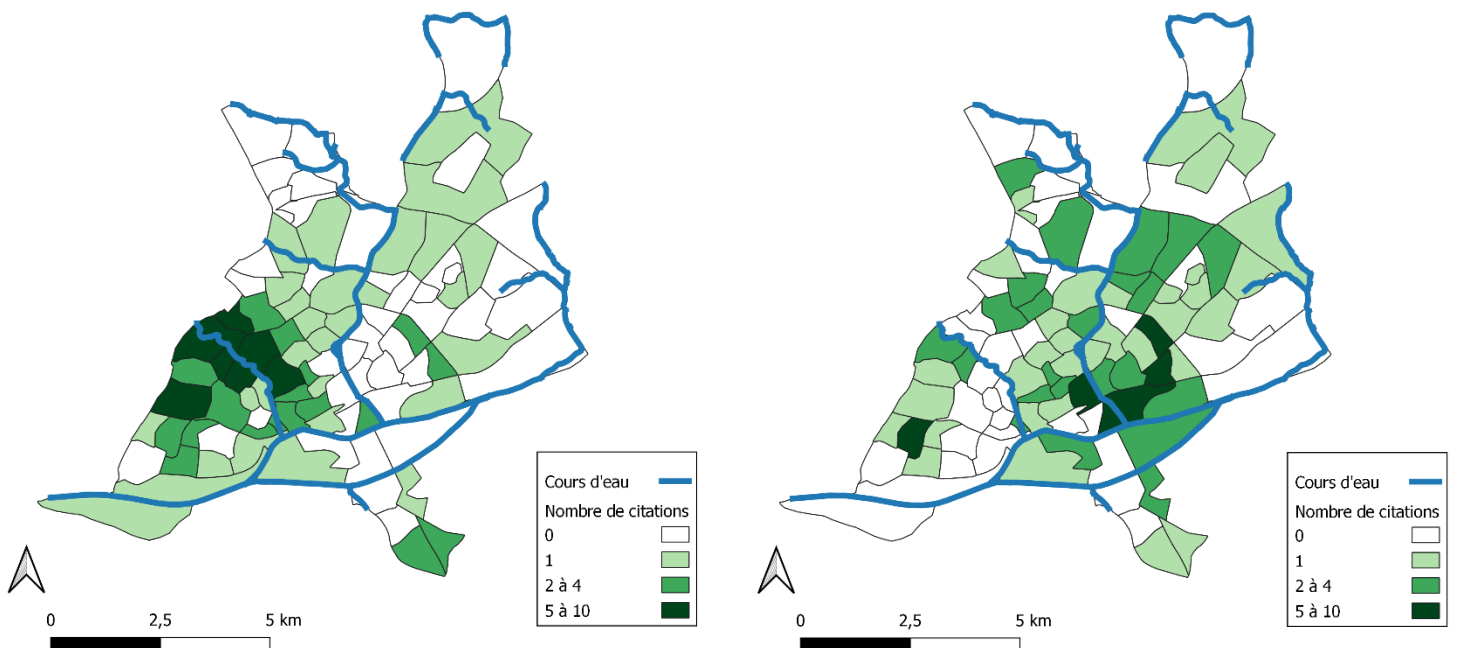 Cours d'eau
Nombre de citations
0
1
2 à 4
5 à 10
0 2,5 5 km
Cours d'eau
Nombre de citations
0
1
2 à 4
5 à 10
0 2,5 5 km